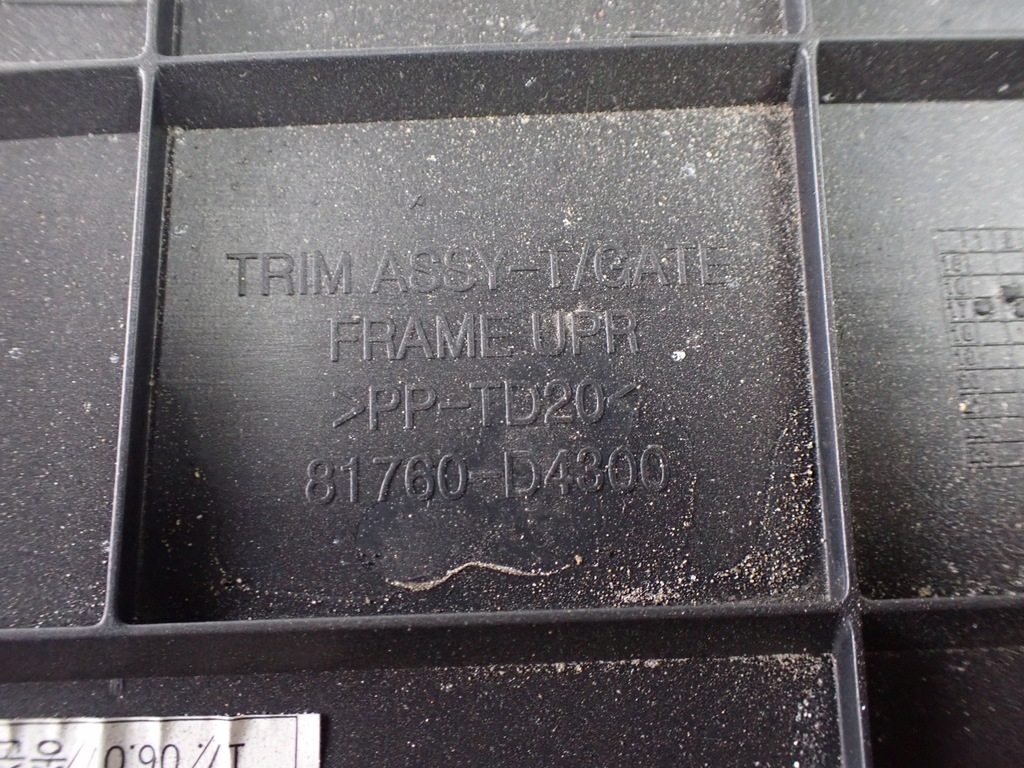 TRIM ASSY-T/GATE
FRAME UPR
>PP-TD20<
81760-D4300